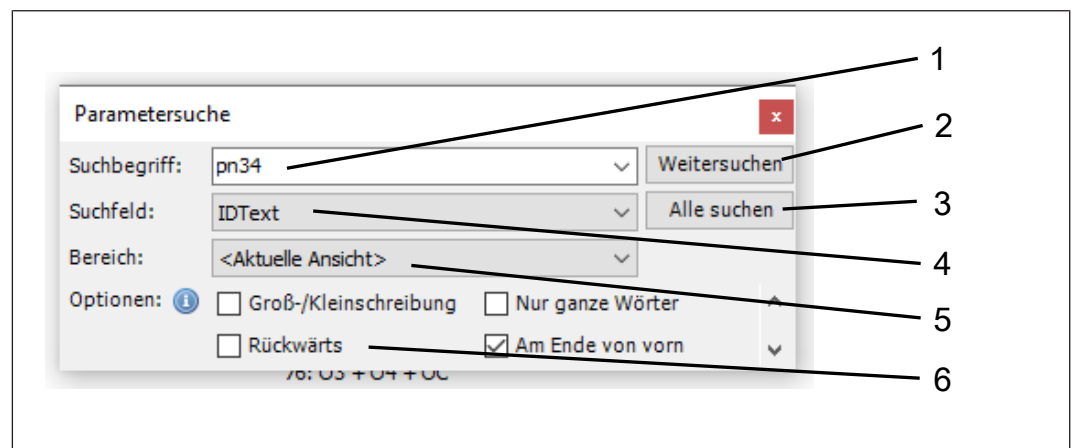 1
Parametersuche
x
2
Suchbegriff: pn34 Weitersuchen
Suchfeld: IDText Alle suchen 3
Bereich: <Aktuelle Ansicht> 4
Optionen: i Groß-/Kleinschreibung Nur ganze Wörter 5
Rückwärts Am Ende von vorn
6